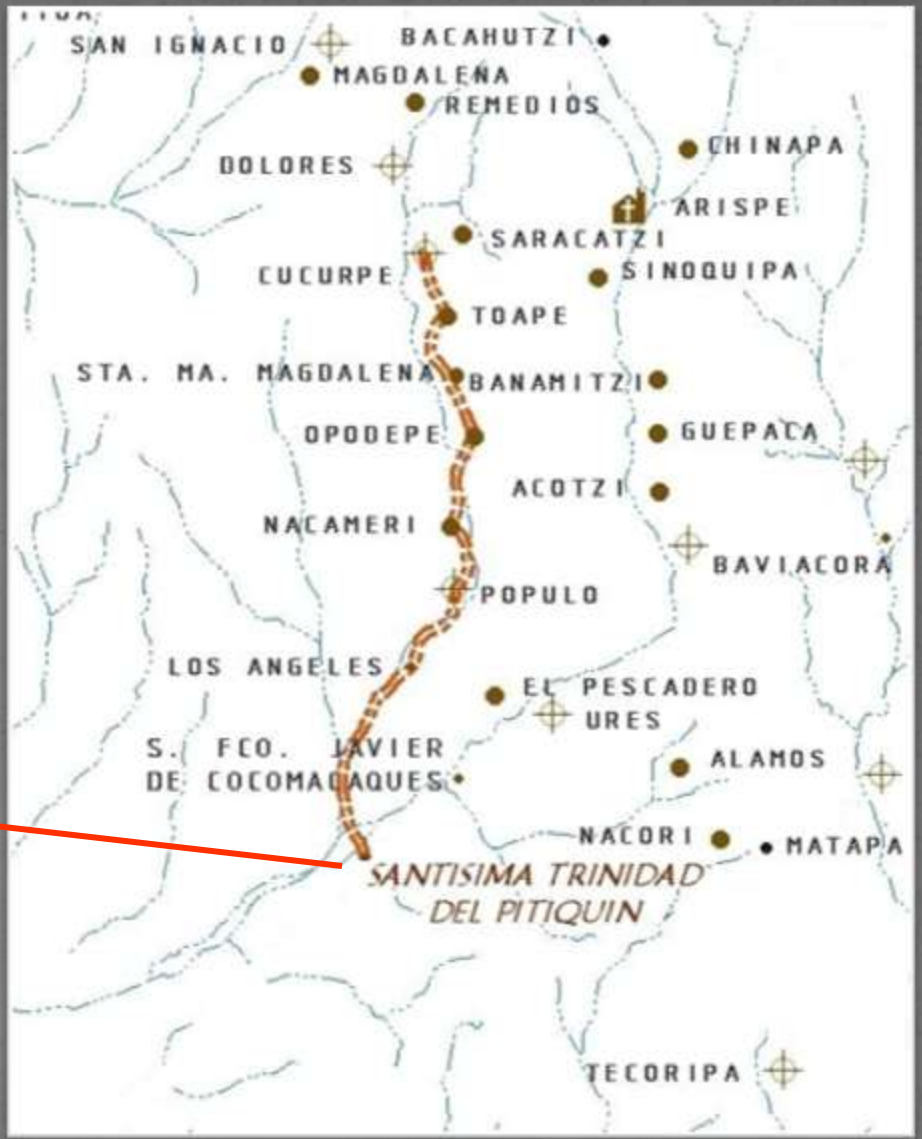 SAN IGNACIO
BACAHUTZI
MAGDALENA
REMEDIOS
CHINAPA
DOLORES
ARISPE
SARACATZI
CUCURPE
SINOQUIPA
TOAPE
STA. MA. MAGDALENA
BANAMITZI
OPODEPE
GUEPACA
ACOTZI
NACAMERI
BAVIACORA
POPULO
LOS ANGELES
EL PESCADERO
URES
S. FCO. JAVIER
DE COCOMACAQUES
ALAMOS
NACORI
MATAPA
SANTISIMA TRINIDAD
DEL PITIQUIN
TECORIPA